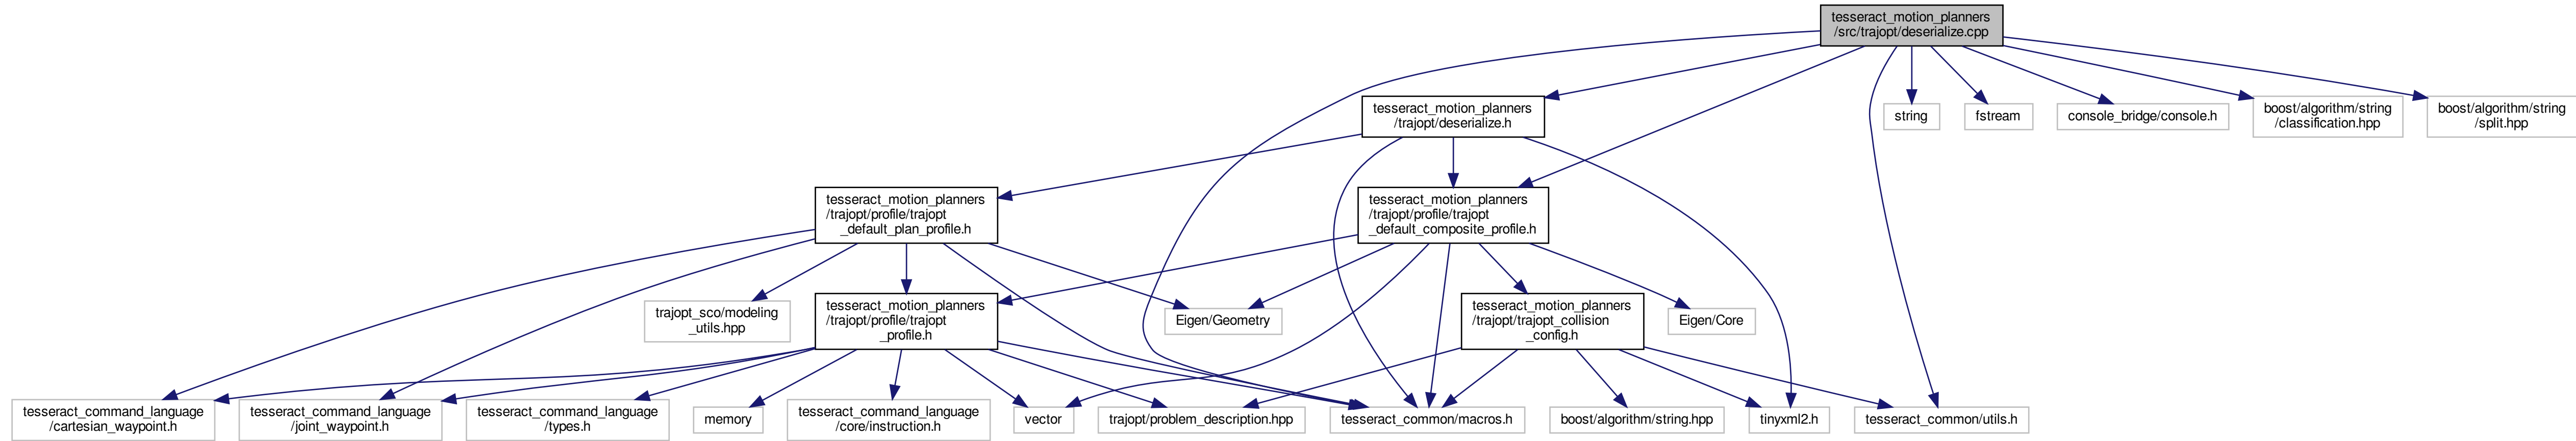 tesseract_motion_planners
/src/trajopt/deserialize.cpp
tesseract_motion_planners
/trajopt/deserialize.h
string
fstream
console_bridge/console.h
boost/algorithm/string
/classification.hpp
boost/algorithm/string
/split.hpp
tesseract_motion_planners
/trajopt/profile/trajopt
_default_plan_profile.h
tesseract_motion_planners
/trajopt/profile/trajopt
_default_composite_profile.h
trajopt_sco/modeling
_utils.hpp
tesseract_motion_planners
/trajopt/profile/trajopt
_profile.h
Eigen/Geometry
tesseract_motion_planners
/trajopt/trajopt_collision
_config.h
Eigen/Core
tesseract_command_language
/cartesian_waypoint.h
tesseract_command_language
/joint_waypoint.h
tesseract_command_language
/types.h
memory
tesseract_command_language
/core/instruction.h
vector
trajopt/problem_description.hpp
tesseract_common/macros.h
boost/algorithm/string.hpp
tinyxml2.h
tesseract_common/utils.h